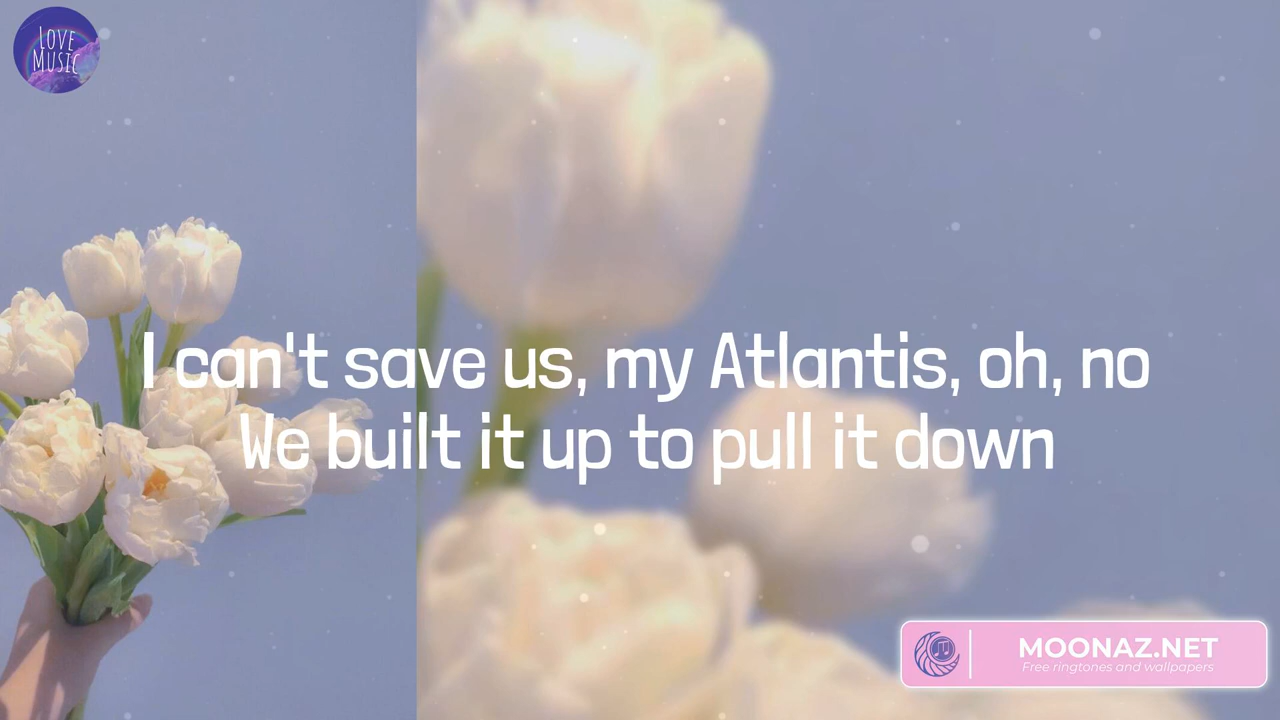 LOVE
MUSIC
I can't save us, my Atlantis, oh, no
We built it up to pull it down
MOONAZ.NET
Free ringtones and wallpapers